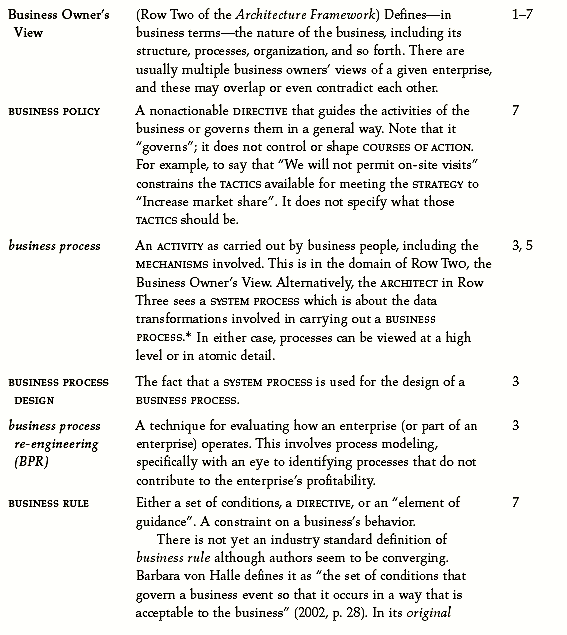 Business Owner's (Row Two of the Architecture Framework) Defines—in 1–7
View business terms—the nature of the business, including its
structure, processes, organization, and so forth. There are
usually multiple business owners' views of a given enterprise,
and these may overlap or even contradict each other.
BUSINESS POLICY A nonactionable DIRECTIVE that guides the activities of the 7
business or governs them in a general way. Note that it
“governs”; it does not control or shape COURSES OF ACTION.
For example, to say that “We will not permit on-site visits”
constrains the TACTICS available for meeting the STRATEGY to
“Increase market share”. It does not specify what those
TACTICS should be.
business process An ACTIVITY as carried out by business people, including the 3, 5
MECHANISMS involved. This is in the domain of ROW TWO, the
Business Owner's View. Alternatively, the ARCHITECT in Row
Three sees a SYSTEM PROCESS which is about the data
transformations involved in carrying out a BUSINESS
PROCESS.* In either case, processes can be viewed at a high
level or in atomic detail.
BUSINESS PROCESS The fact that a SYSTEM PROCESS is used for the design of a 3
DESIGN BUSINESS PROCESS.
business process A technique for evaluating how an enterprise (or part of an 3
re-engineering enterprise) operates. This involves process modeling,
(BPR) specifically with an eye to identifying processes that do not
contribute to the enterprise's profitability.
BUSINESS RULE Either a set of conditions, a DIRECTIVE, or an “element of 7
guidance”. A constraint on a business's behavior.
There is not yet an industry standard definition of
business rule although authors seem to be converging.
Barbara von Halle defines it as “the set of conditions that
govern a business event so that it occurs in a way that is
acceptable to the business” (2002, p. 28). In its original